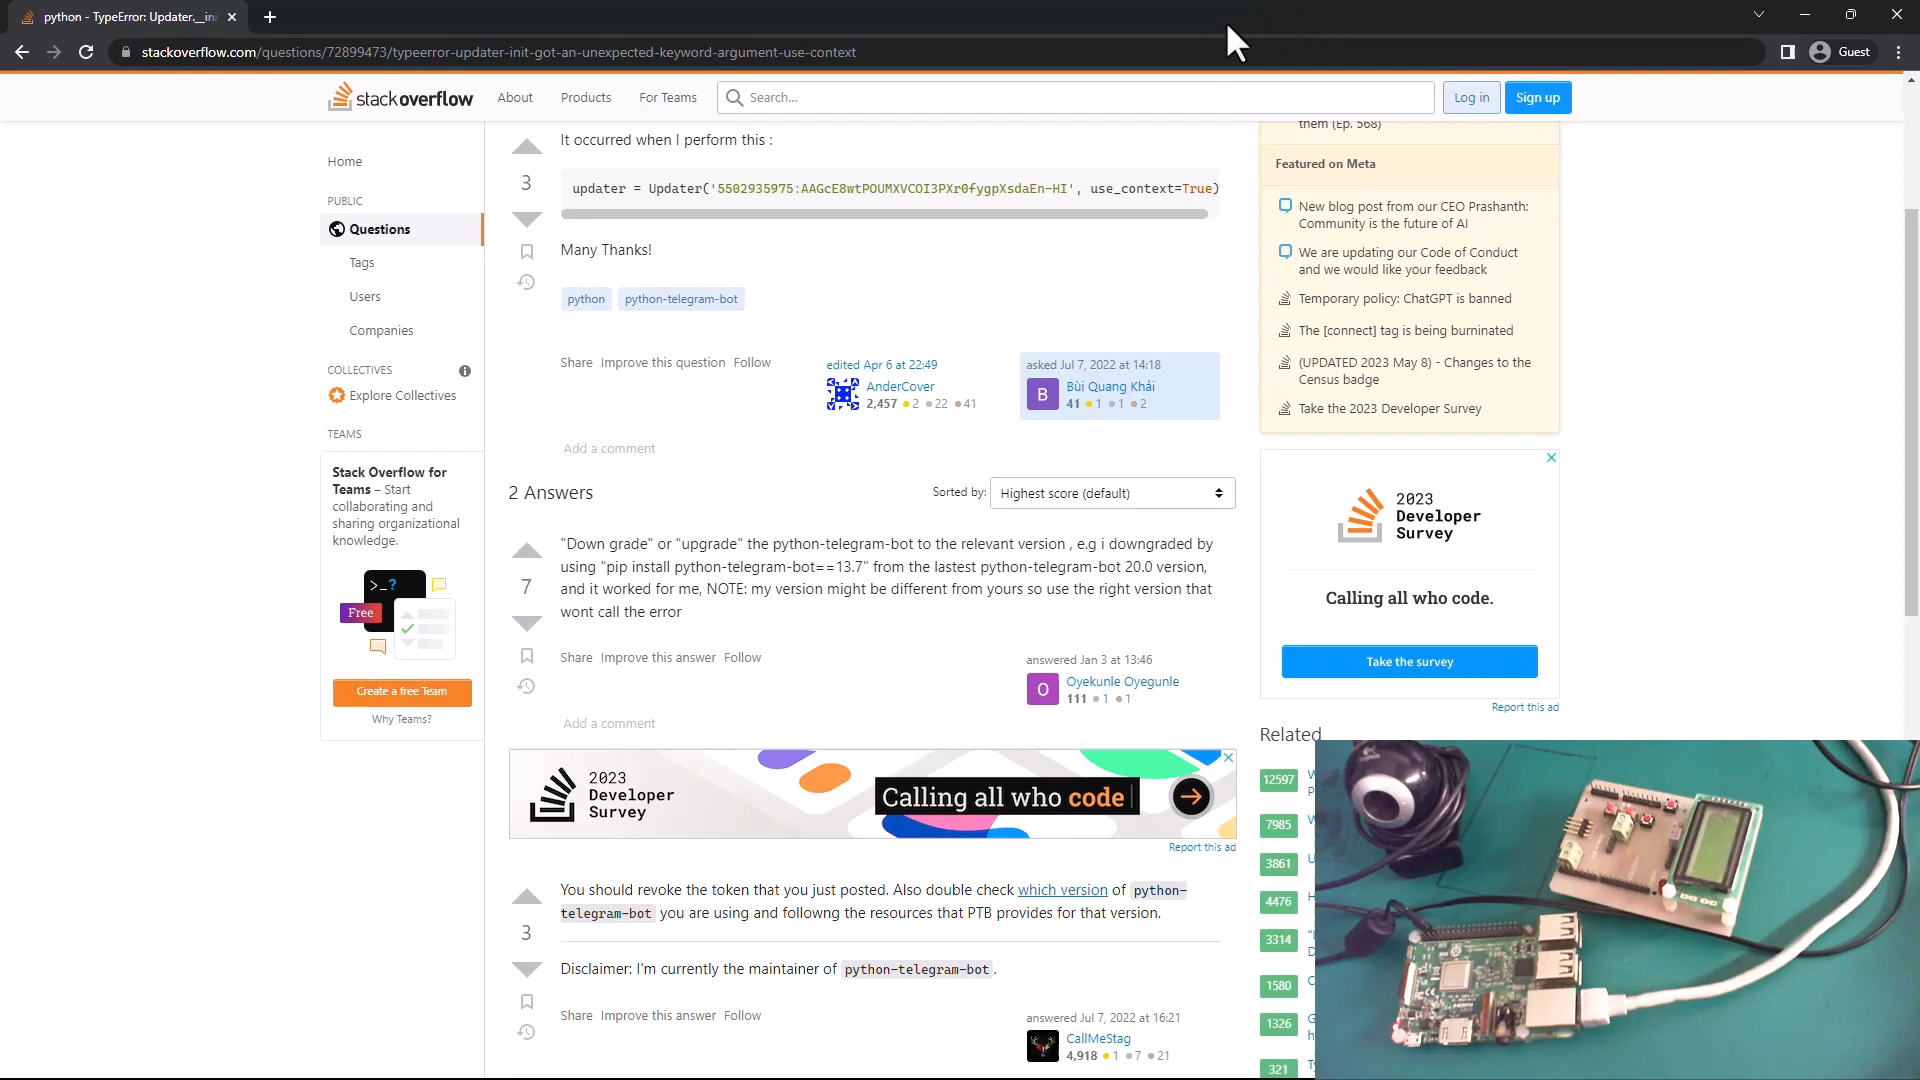 python - TypeError: Updater.__ini
stackoverflow.com/questions/72899473/typeerror-updater-init-got-an-unexpected-keyword-argument-use-context
Guest
stackoverflow
About
Products
For Teams
Search...
Log in
Sign up
Home
PUBLIC
Questions
Tags
Users
Companies
COLLECTIVES
Explore Collectives
TEAMS
Stack Overflow for
Teams – Start
collaborating and
sharing organizational
knowledge.
>_?
Free
Create a free Team
Why Teams?
It occurred when I perform this :
3
updater = Updater('5502935975:AAGcE8wtPOUMXVCOI3PXr0fygpXsdaEn-HI', use_context=True)
Many Thanks!
python
python-telegram-bot
Share Improve this question Follow
edited Apr 6 at 22:49
AnderCover
2,457 2 22 41
asked Jul 7, 2022 at 14:18
B
Bùi Quang Khải
41 1 1 2
Add a comment
2 Answers
Sorted by:
Highest score (default)
"Down grade" or "upgrade" the python-telegram-bot to the relevant version , e.g i downgraded by
using "pip install python-telegram-bot==13.7" from the lastest python-telegram-bot 20.0 version,
7
and it worked for me, NOTE: my version might be different from yours so use the right version that
wont call the error
Share Improve this answer Follow
answered Jan 3 at 13:46
O
Oyekunle Oyegunle
111 1 1
Add a comment
2023
Developer
Survey
Calling all who code
Report this ad
You should revoke the token that you just posted. Also double check which version of python-
telegram-bot you are using and followng the resources that PTB provides for that version.
3
Disclaimer: I'm currently the maintainer of python-telegram-bot.
Share Improve this answer Follow
answered Jul 7, 2022 at 16:21
CallMeStag
4,918 1 7 21
them (Ep. 568)
Featured on Meta
New blog post from our CEO Prashanth:
Community is the future of AI
We are updating our Code of Conduct
and we would like your feedback
Temporary policy: ChatGPT is banned
The [connect] tag is being burninated
(UPDATED 2023 May 8) - Changes to the
Census badge
Take the 2023 Developer Survey
2023
Developer
Survey
Calling all who code.
Take the survey
Report this ad
Related
12597
7985
3861
4476
3314
1580
1326
321